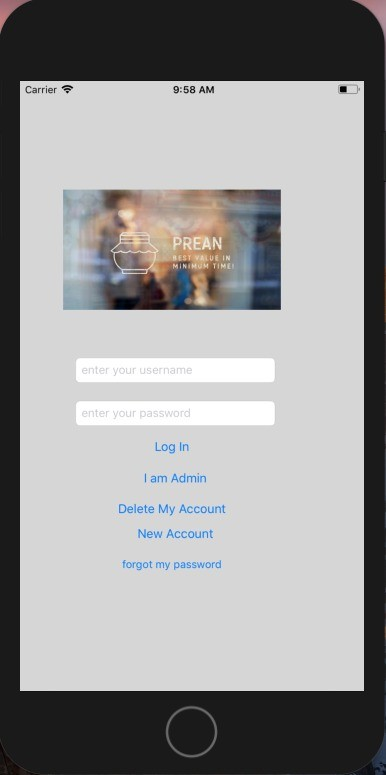 Carrier
9:58 AM
PREAN
BEST VALUE IN
MINIMUM TIME!
enter your username
enter your password
Log In
I am Admin
Delete My Account
New Account
forgot my password